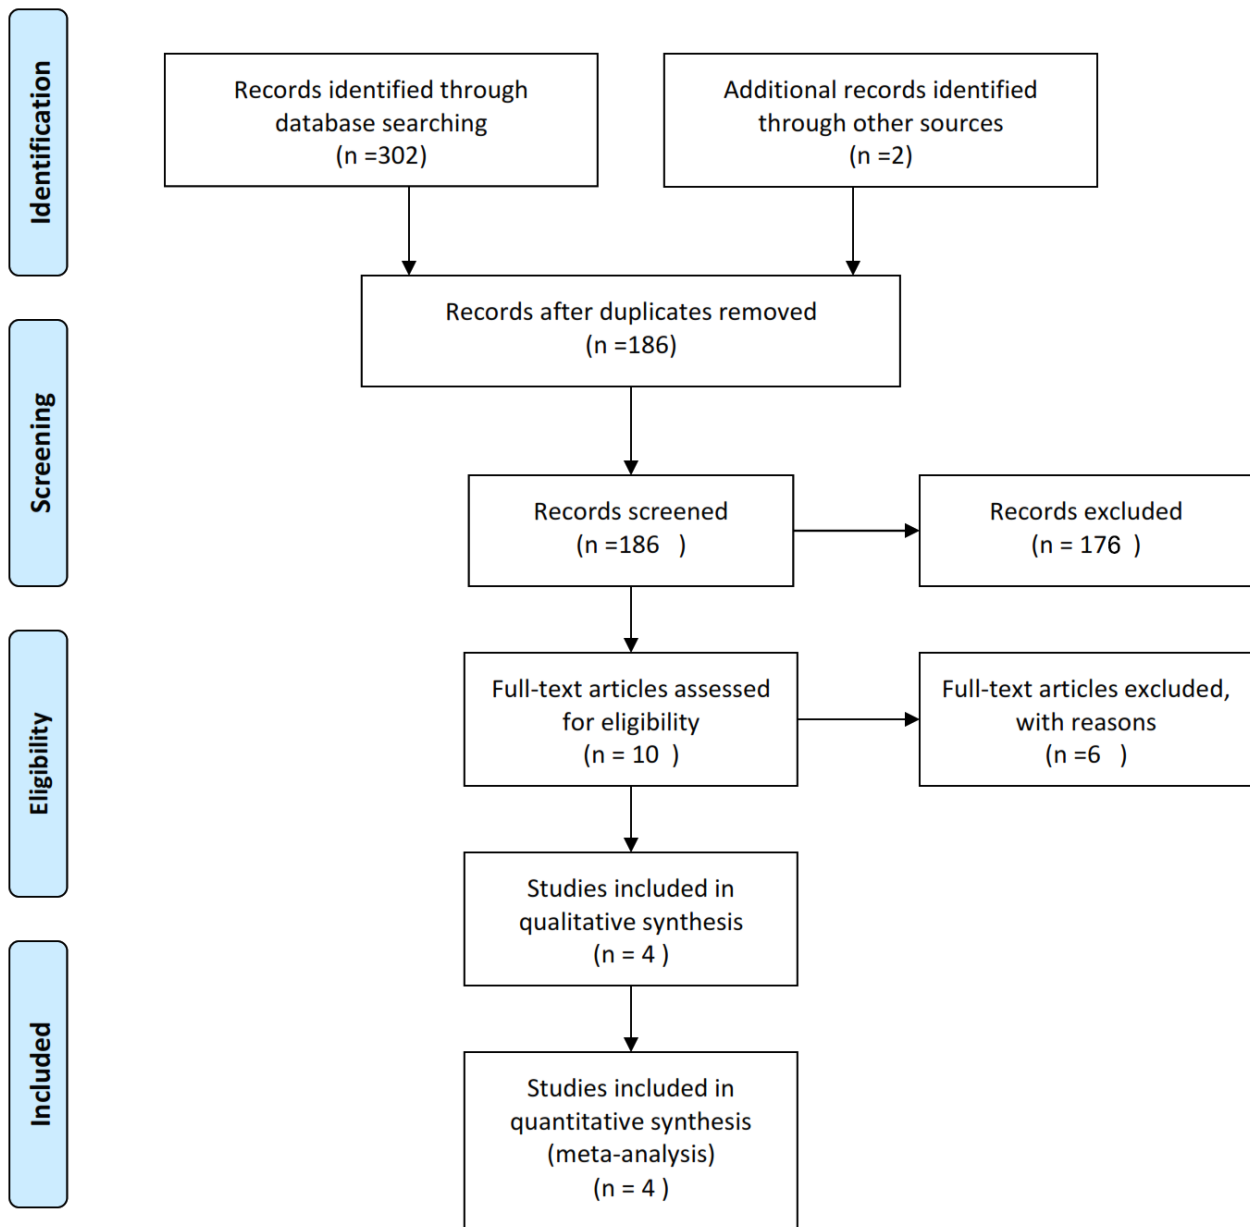 Identification
Records identified through
database searching
(n =302)
Additional records identified
through other sources
(n =2)
Records after duplicates removed
(n =186)
Screening
Records screened
(n =186   )
Records excluded
(n = 176  )
Eligibility
Full-text articles assessed
for eligibility
(n = 10  )
Full-text articles excluded,
with reasons
(n =6   )
Studies included in
qualitative synthesis
(n = 4 )
Included
Studies included in
quantitative synthesis
(meta-analysis)
(n = 4 )